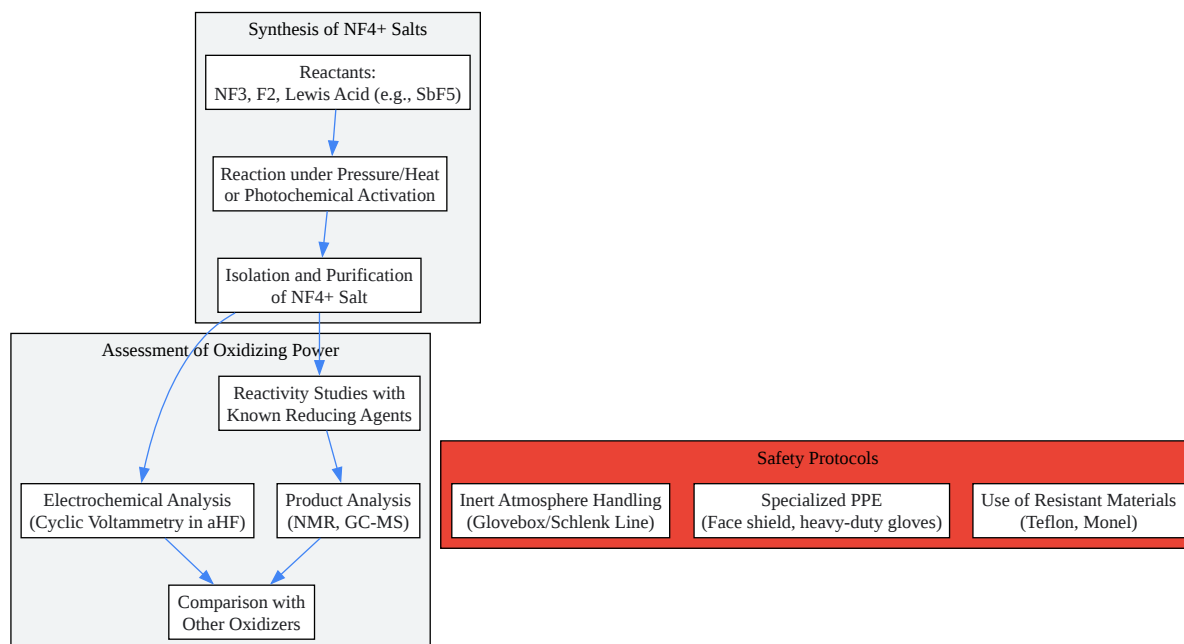 Synthesis of NF4+ Salts
Reactants:
NF3, F2, Lewis Acid (e.g., SbF5)
Reaction under Pressure/Heat
or Photochemical Activation
Isolation and Purification
of NF4+ Salt
Assessment of Oxidizing Power
Reactivity Studies with
Known Reducing Agents
Electrochemical Analysis
(Cyclic Voltammetry in aHF)
Product Analysis
(NMR, GC-MS)
Comparison with
Other Oxidizers
Safety Protocols
Inert Atmosphere Handling
(Glovebox/Schlenk Line)
Specialized PPE
(Face shield, heavy-duty gloves)
Use of Resistant Materials
(Teflon, Monel)